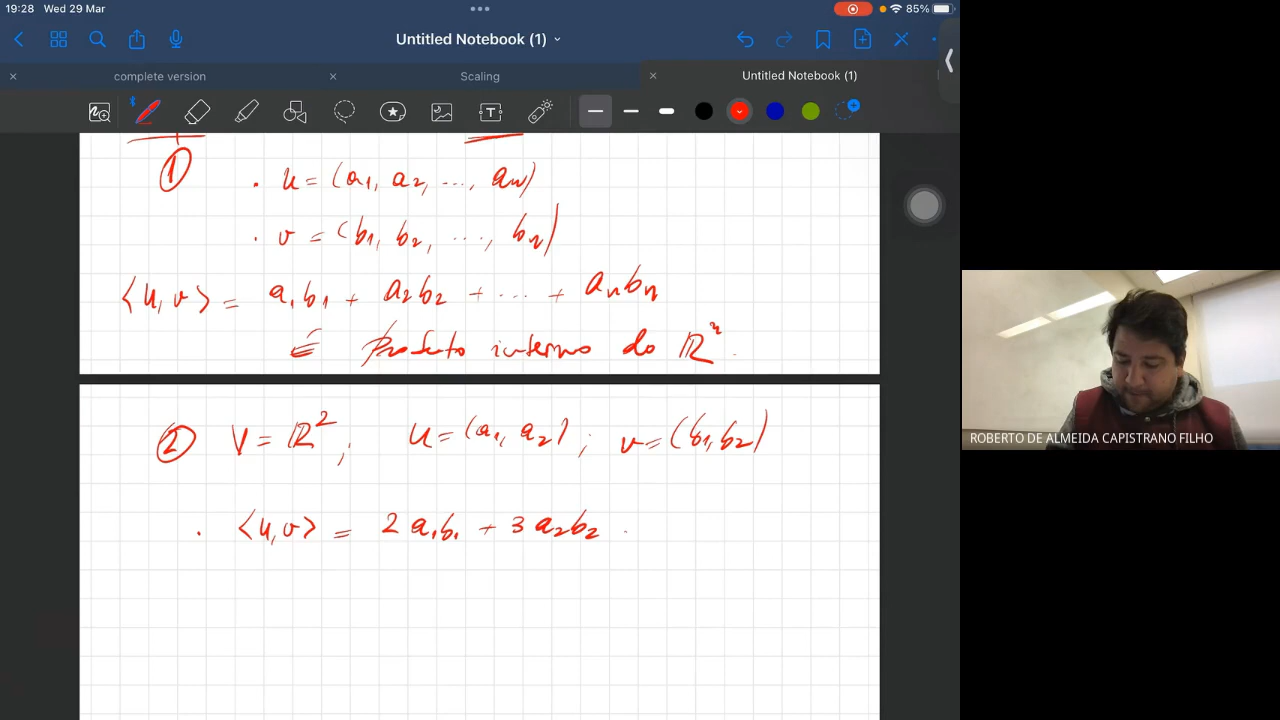 19:28 Wed 29 Mar
85%
Untitled Notebook (1)
complete version
Scaling
Untitled Notebook (1)
T
① . u = (a1, a2, ..., an)
. v = (b1, b2, ..., bn)
⟨u, v⟩ = a1b1 + a2b2 + ... + anbn
É produto interno do ℝⁿ.
② V = ℝ²; u = (a1, a2); v = (b1, b2)
. ⟨u, v⟩ = 2a1b1 + 3a2b2.
ROBERTO DE ALMEIDA CAPISTRANO FILHO